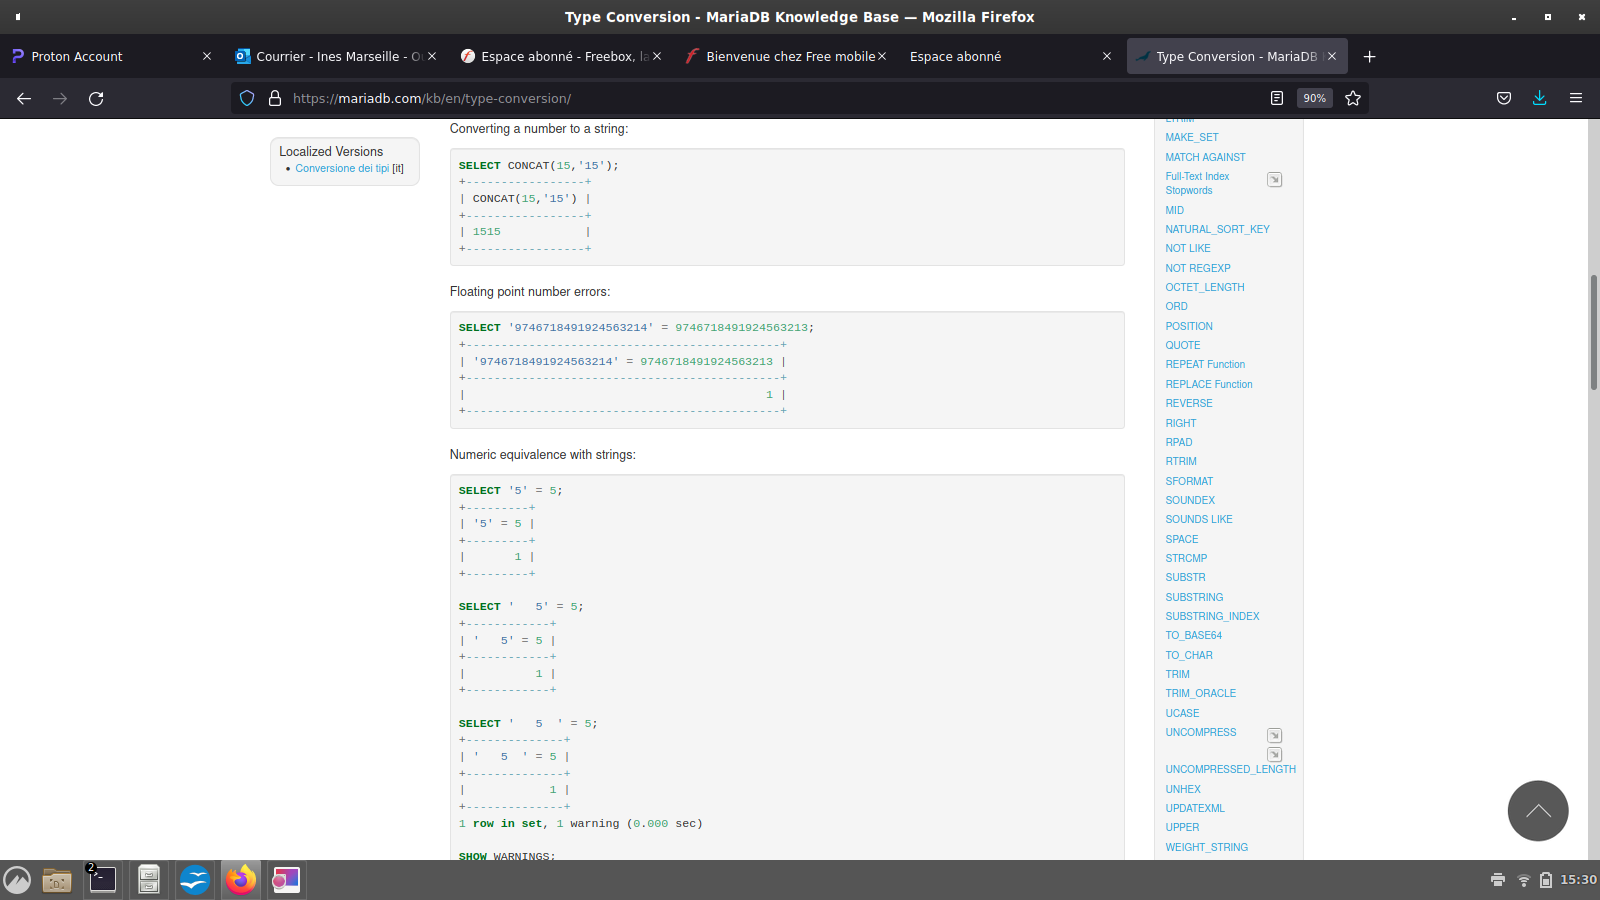 Type Conversion - MariaDB Knowledge Base — Mozilla Firefox
Proton Account
Courrier - Ines Marseille - O
Espace abonné - Freebox, la
Bienvenue chez Free mobile
Espace abonné
Type Conversion - MariaDB
https://mariadb.com/kb/en/type-conversion/
90%
Localized Versions
• Conversione dei tipi [it]
Converting a number to a string:
SELECT CONCAT(15,'15');
+-----------------+
| CONCAT(15,'15') |
+-----------------+
| 1515            |
+-----------------+
Floating point number errors:
SELECT '9746718491924563214' = 9746718491924563213;
+---------------------------------------------+
| '9746718491924563214' = 9746718491924563213 |
+---------------------------------------------+
|                                           1 |
+---------------------------------------------+
Numeric equivalence with strings:
SELECT '5' = 5;
+---------+
| '5' = 5 |
+---------+
|       1 |
+---------+
SELECT '   5' = 5;
+------------+
| '   5' = 5 |
+------------+
|          1 |
+------------+
SELECT '   5  ' = 5;
+--------------+
| '   5  ' = 5 |
+--------------+
|            1 |
+--------------+
1 row in set, 1 warning (0.000 sec)
SHOW WARNINGS;
LTRIM
MAKE_SET
MATCH AGAINST
Full-Text Index
Stopwords
MID
NATURAL_SORT_KEY
NOT LIKE
NOT REGEXP
OCTET_LENGTH
ORD
POSITION
QUOTE
REPEAT Function
REPLACE Function
REVERSE
RIGHT
RPAD
RTRIM
SFORMAT
SOUNDEX
SOUNDS LIKE
SPACE
STRCMP
SUBSTR
SUBSTRING
SUBSTRING_INDEX
TO_BASE64
TO_CHAR
TRIM
TRIM_ORACLE
UCASE
UNCOMPRESS
UNCOMPRESSED_LENGTH
UNHEX
UPDATEXML
UPPER
WEIGHT_STRING
2
15:30